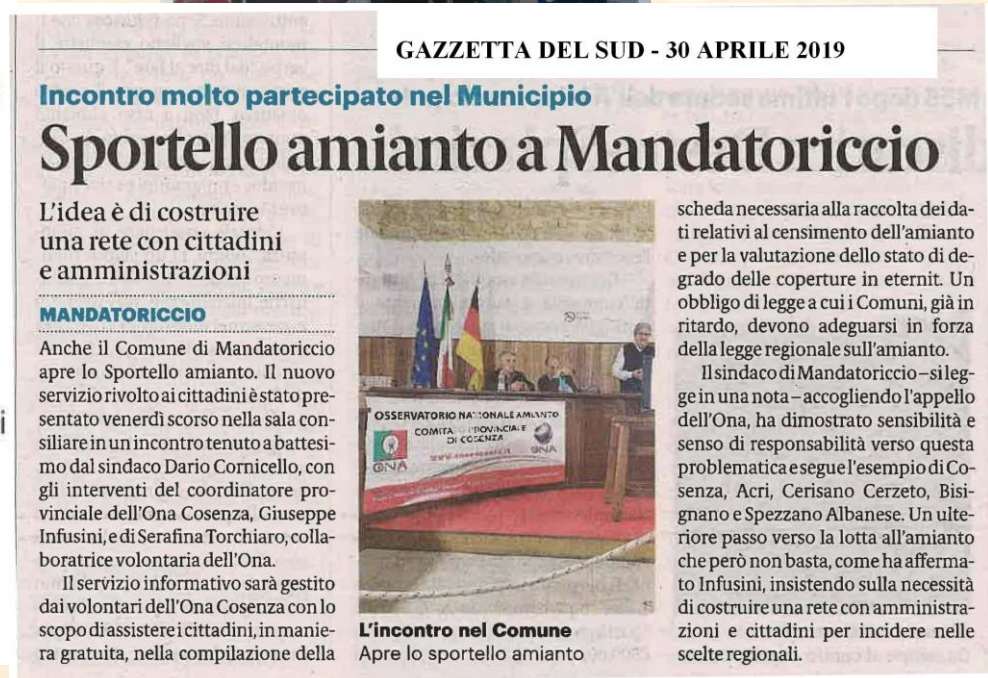 GAZZETTA DEL SUD - 30 APRILE 2019
Incontro molto partecipato nel Municipio
Sportello amianto a Mandatoriccio
L'idea è di costruire
una rete con cittadini
e amministrazioni
MANDATORICCIO
Anche il Comune di Mandatoriccio
apre lo Sportello amianto. Il nuovo
servizio rivolto ai cittadini è stato pre-
sentato venerdì scorso nella sala con-
siliare in un incontro tenuto a battesi-
mo dal sindaco Dario Cornicello, con
gli interventi del coordinatore pro-
vinciale dell'Ona Cosenza, Giuseppe
Infusini, e di Serafina Torchiaro, colla-
boratrice volontaria dell'Ona.
Il servizio informativo sarà gestito
dai volontari dell'Ona Cosenza con lo
scopo di assistere i cittadini, in manie-
ra gratuita, nella compilazione della
OSSERVATORIO NAZIONALE AMIANTO
COMITATO PROVINCIALE
DI COSENZA
ONA
ONA
L'incontro nel Comune
Apre lo sportello amianto
scheda necessaria alla raccolta dei da-
ti relativi al censimento dell'amianto
e per la valutazione dello stato di de-
grado delle coperture in eternit. Un
obbligo di legge a cui i Comuni, già in
ritardo, devono adeguarsi in forza
della legge regionale sull'amianto.
Il sindaco di Mandatoriccio – si leg-
ge in una nota – accogliendo l'appello
dell'Ona, ha dimostrato sensibilità e
senso di responsabilità verso questa
problematica e segue l'esempio di Co-
senza, Acri, Cerisano Cerzeto, Bisi-
gnano e Spezzano Albanese. Un ulte-
riore passo verso la lotta all'amianto
che però non basta, come ha afferma-
to Infusini, insistendo sulla necessità
di costruire una rete con amministra-
zioni e cittadini per incidere nelle
scelte regionali.